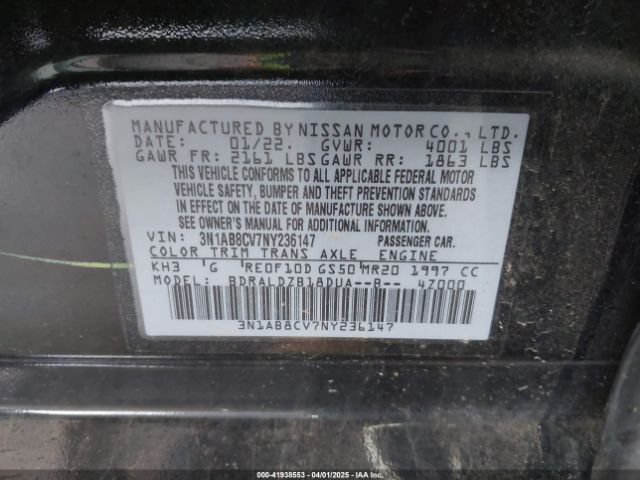 MANUFACTURED BY NISSAN MOTOR CO., LTD.
DATE: 01/22. GVWR: 4001 LBS
GAWR FR: 2161 LBS GAWR RR: 1863 LBS
THIS VEHICLE CONFORMS TO ALL APPLICABLE FEDERAL MOTOR
VEHICLE SAFETY, BUMPER AND THEFT PREVENTION STANDARDS
IN EFFECT ON THE DATE OF MANUFACTURE SHOWN ABOVE.
SEE OWNER'S MANUAL FOR ADDITIONAL INFORMATION.
VIN: 3N1AB8CV7NY236147 PASSENGER CAR.
COLOR TRIM TRANS AXLE ENGINE
KH3 'G 'RE0F10D GS50'MR20 1997 CC
MODEL: BDRALDZB18DUA--B-- 4Z000
3N1AB8CV7NY236147
000-41938553 - 04/01/2025 - IAAI.COM